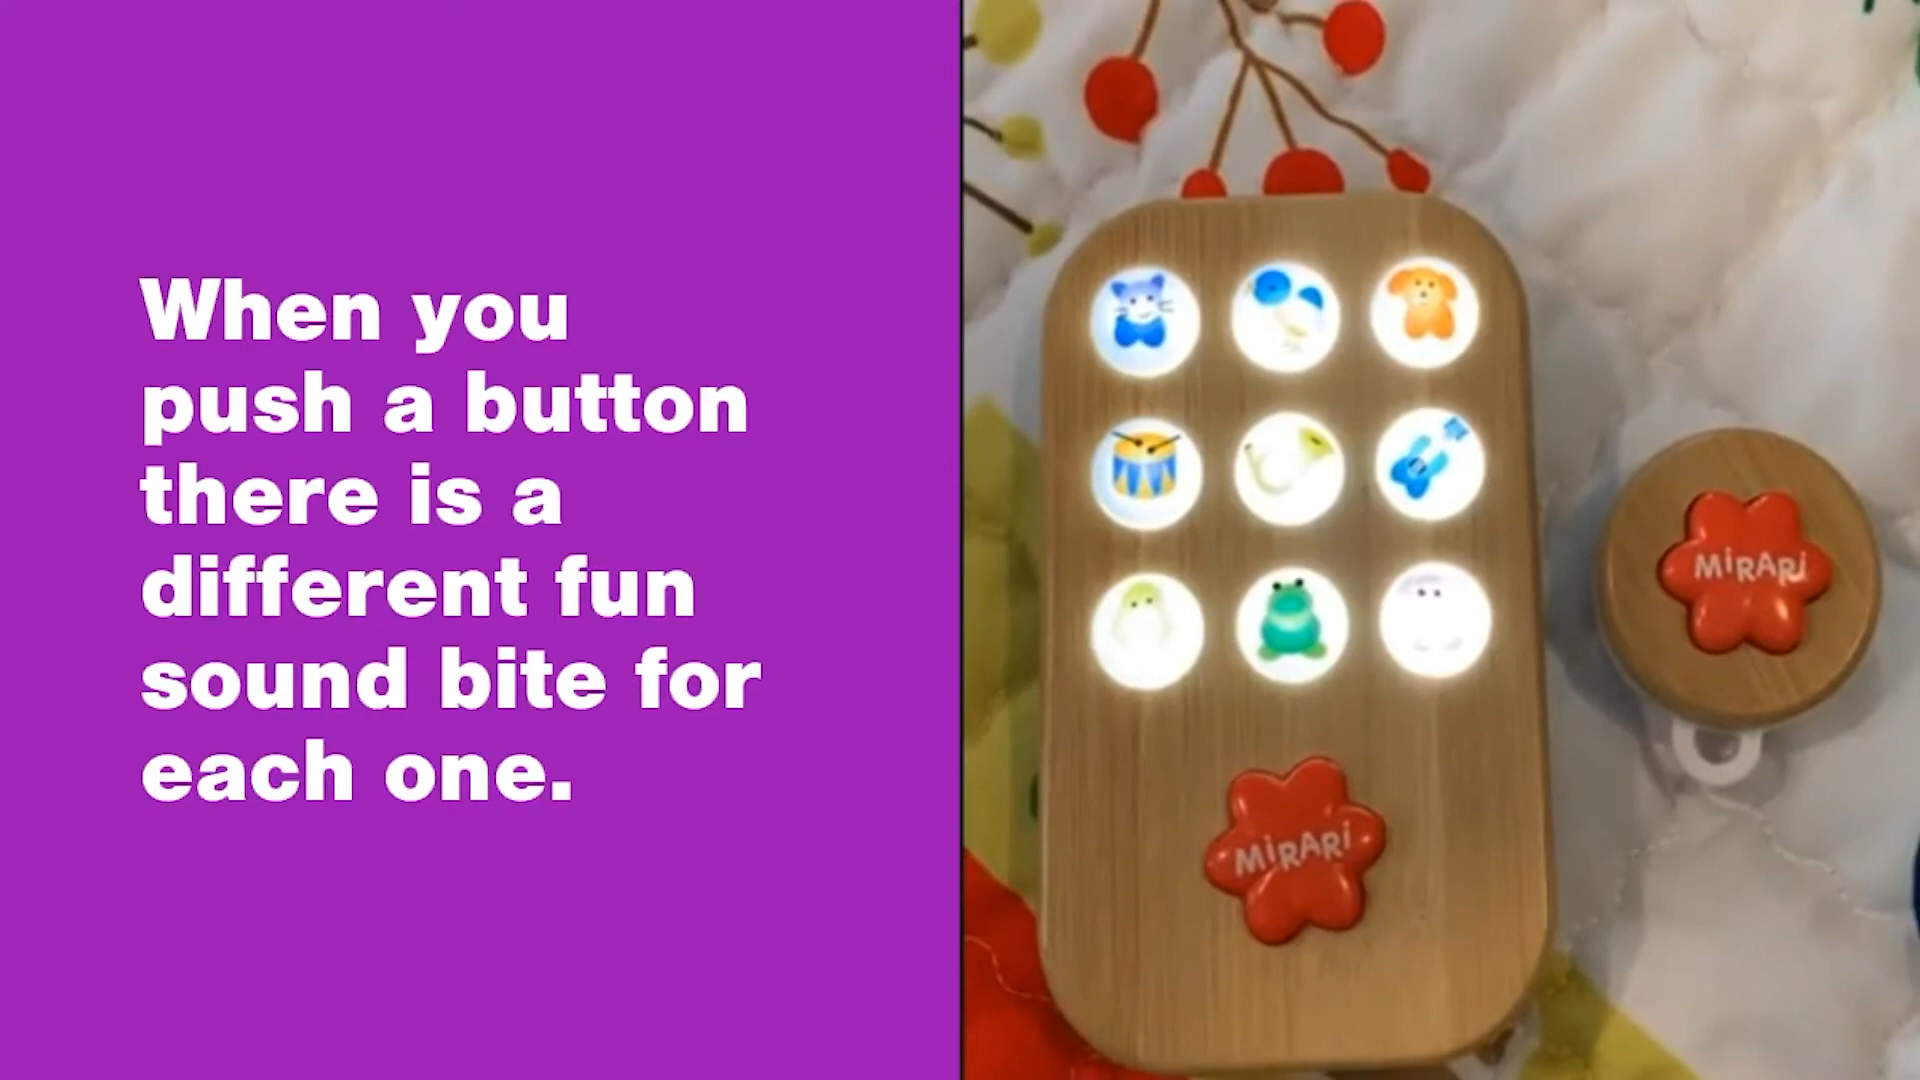 When you
push a button
there is a
different fun
sound bite for
each one.
MiRARi
MiRARi